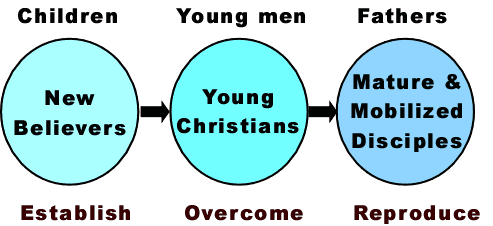 Children Young men Fathers
New
Believers
Young
Christians
Mature &
Mobilized
Disciples
Establish Overcome Reproduce